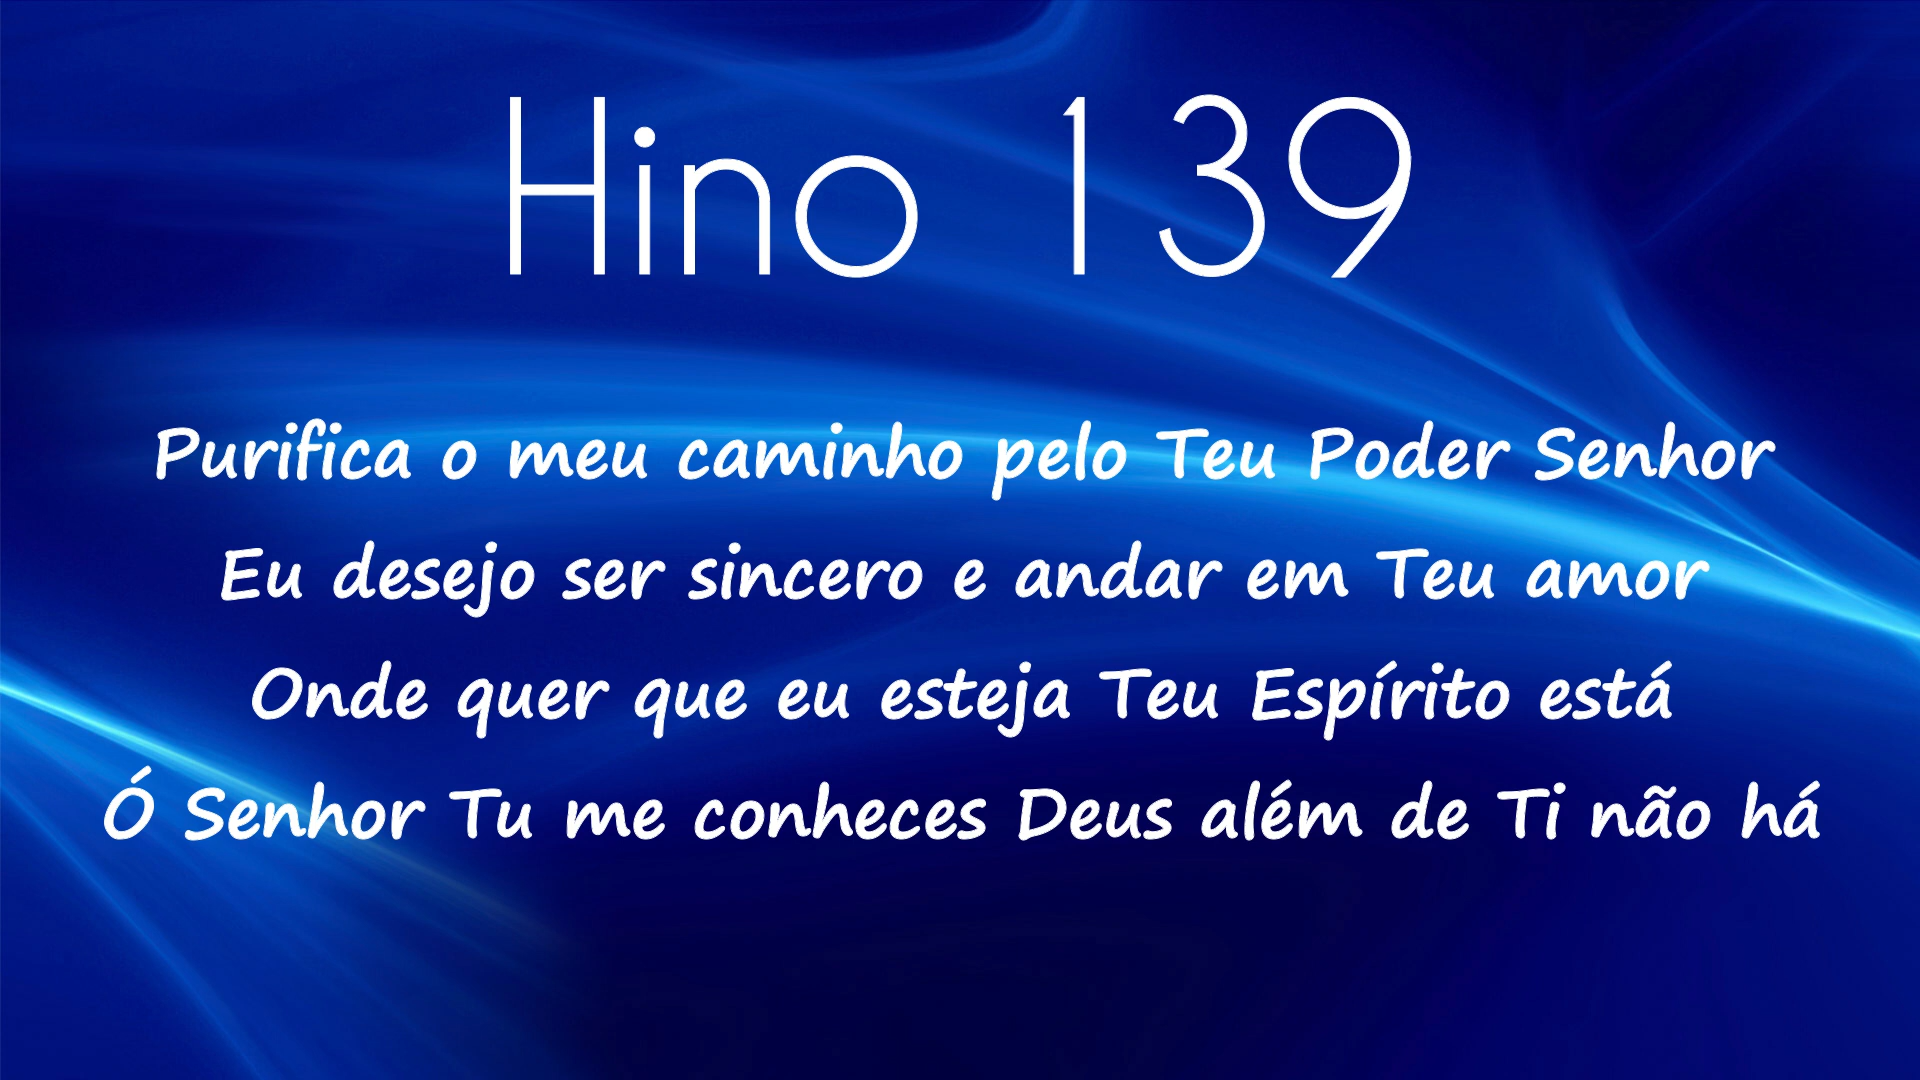 Hino 139
Purifica o meu caminho pelo Teu Poder Senhor
Eu desejo ser sincero e andar em Teu amor
Onde quer que eu esteja Teu Espírito está
Ó Senhor Tu me conheces Deus além de Ti não há